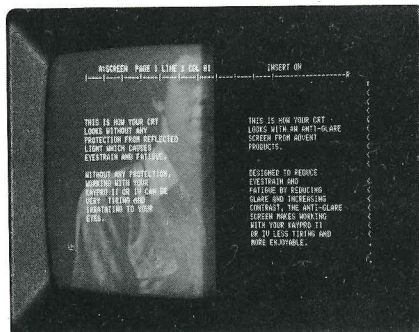 A:SCREEN PAGE 1 LINE 3 COL 01 INSERT ON
THIS IS HOW YOUR CRT
LOOKS WITHOUT ANY
PROTECTION FROM REFLECTED
LIGHT WHICH CAUSES
EYESTRAIN AND FATIGUE.
WITHOUT ANY PROTECTION,
WORKING WITH YOUR
KAYPRO II OR IV CAN BE
VERY TIRING AND
IRRATATING TO YOUR
EYES.
THIS IS HOW YOUR CRT
LOOKS WITH AN ANTI-GLARE
SCREEN FROM ADVENT
PRODUCTS.
DESIGNED TO REDUCE
EYESTRAIN AND
FATIGUE BY REDUCING
GLARE AND INCREASING
CONTRAST, THE ANTI-GLARE
SCREEN MAKES WORKING
WITH YOUR KAYPRO II
OR IV LESS TIRING AND
MORE ENJOYABLE.